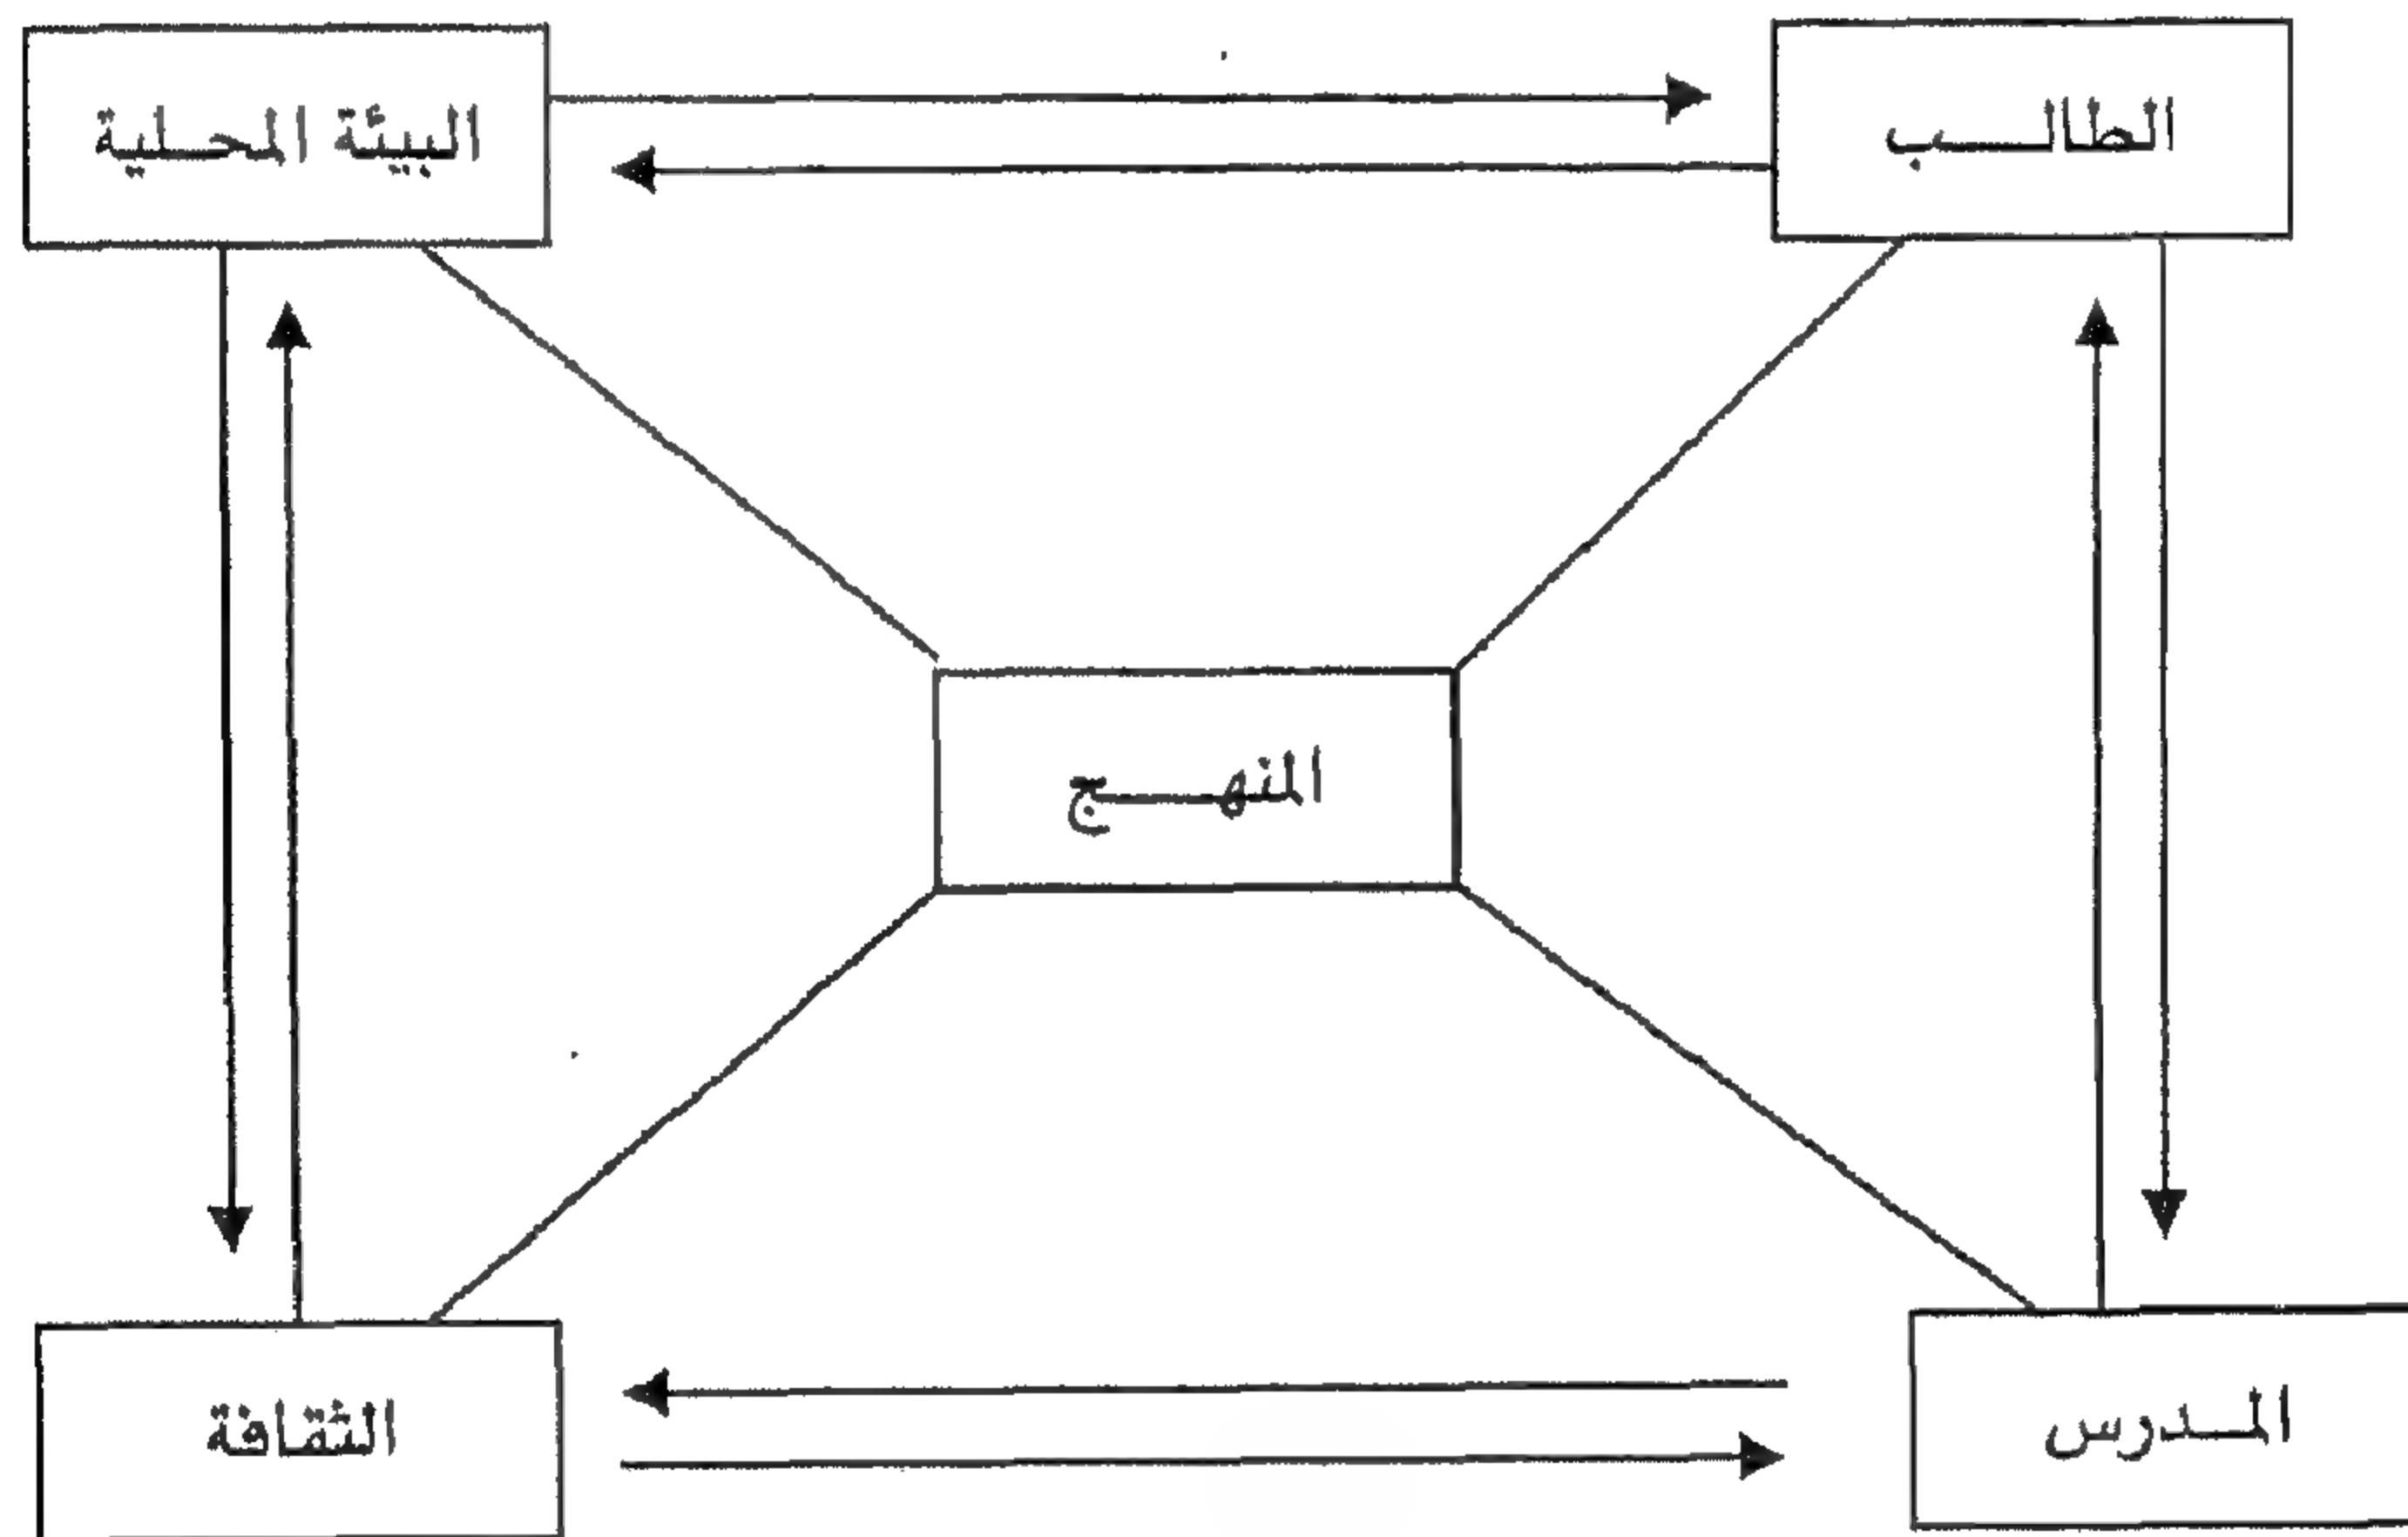 الطالب
البيئة المحلية
المنهج
المدرس
الثقافة